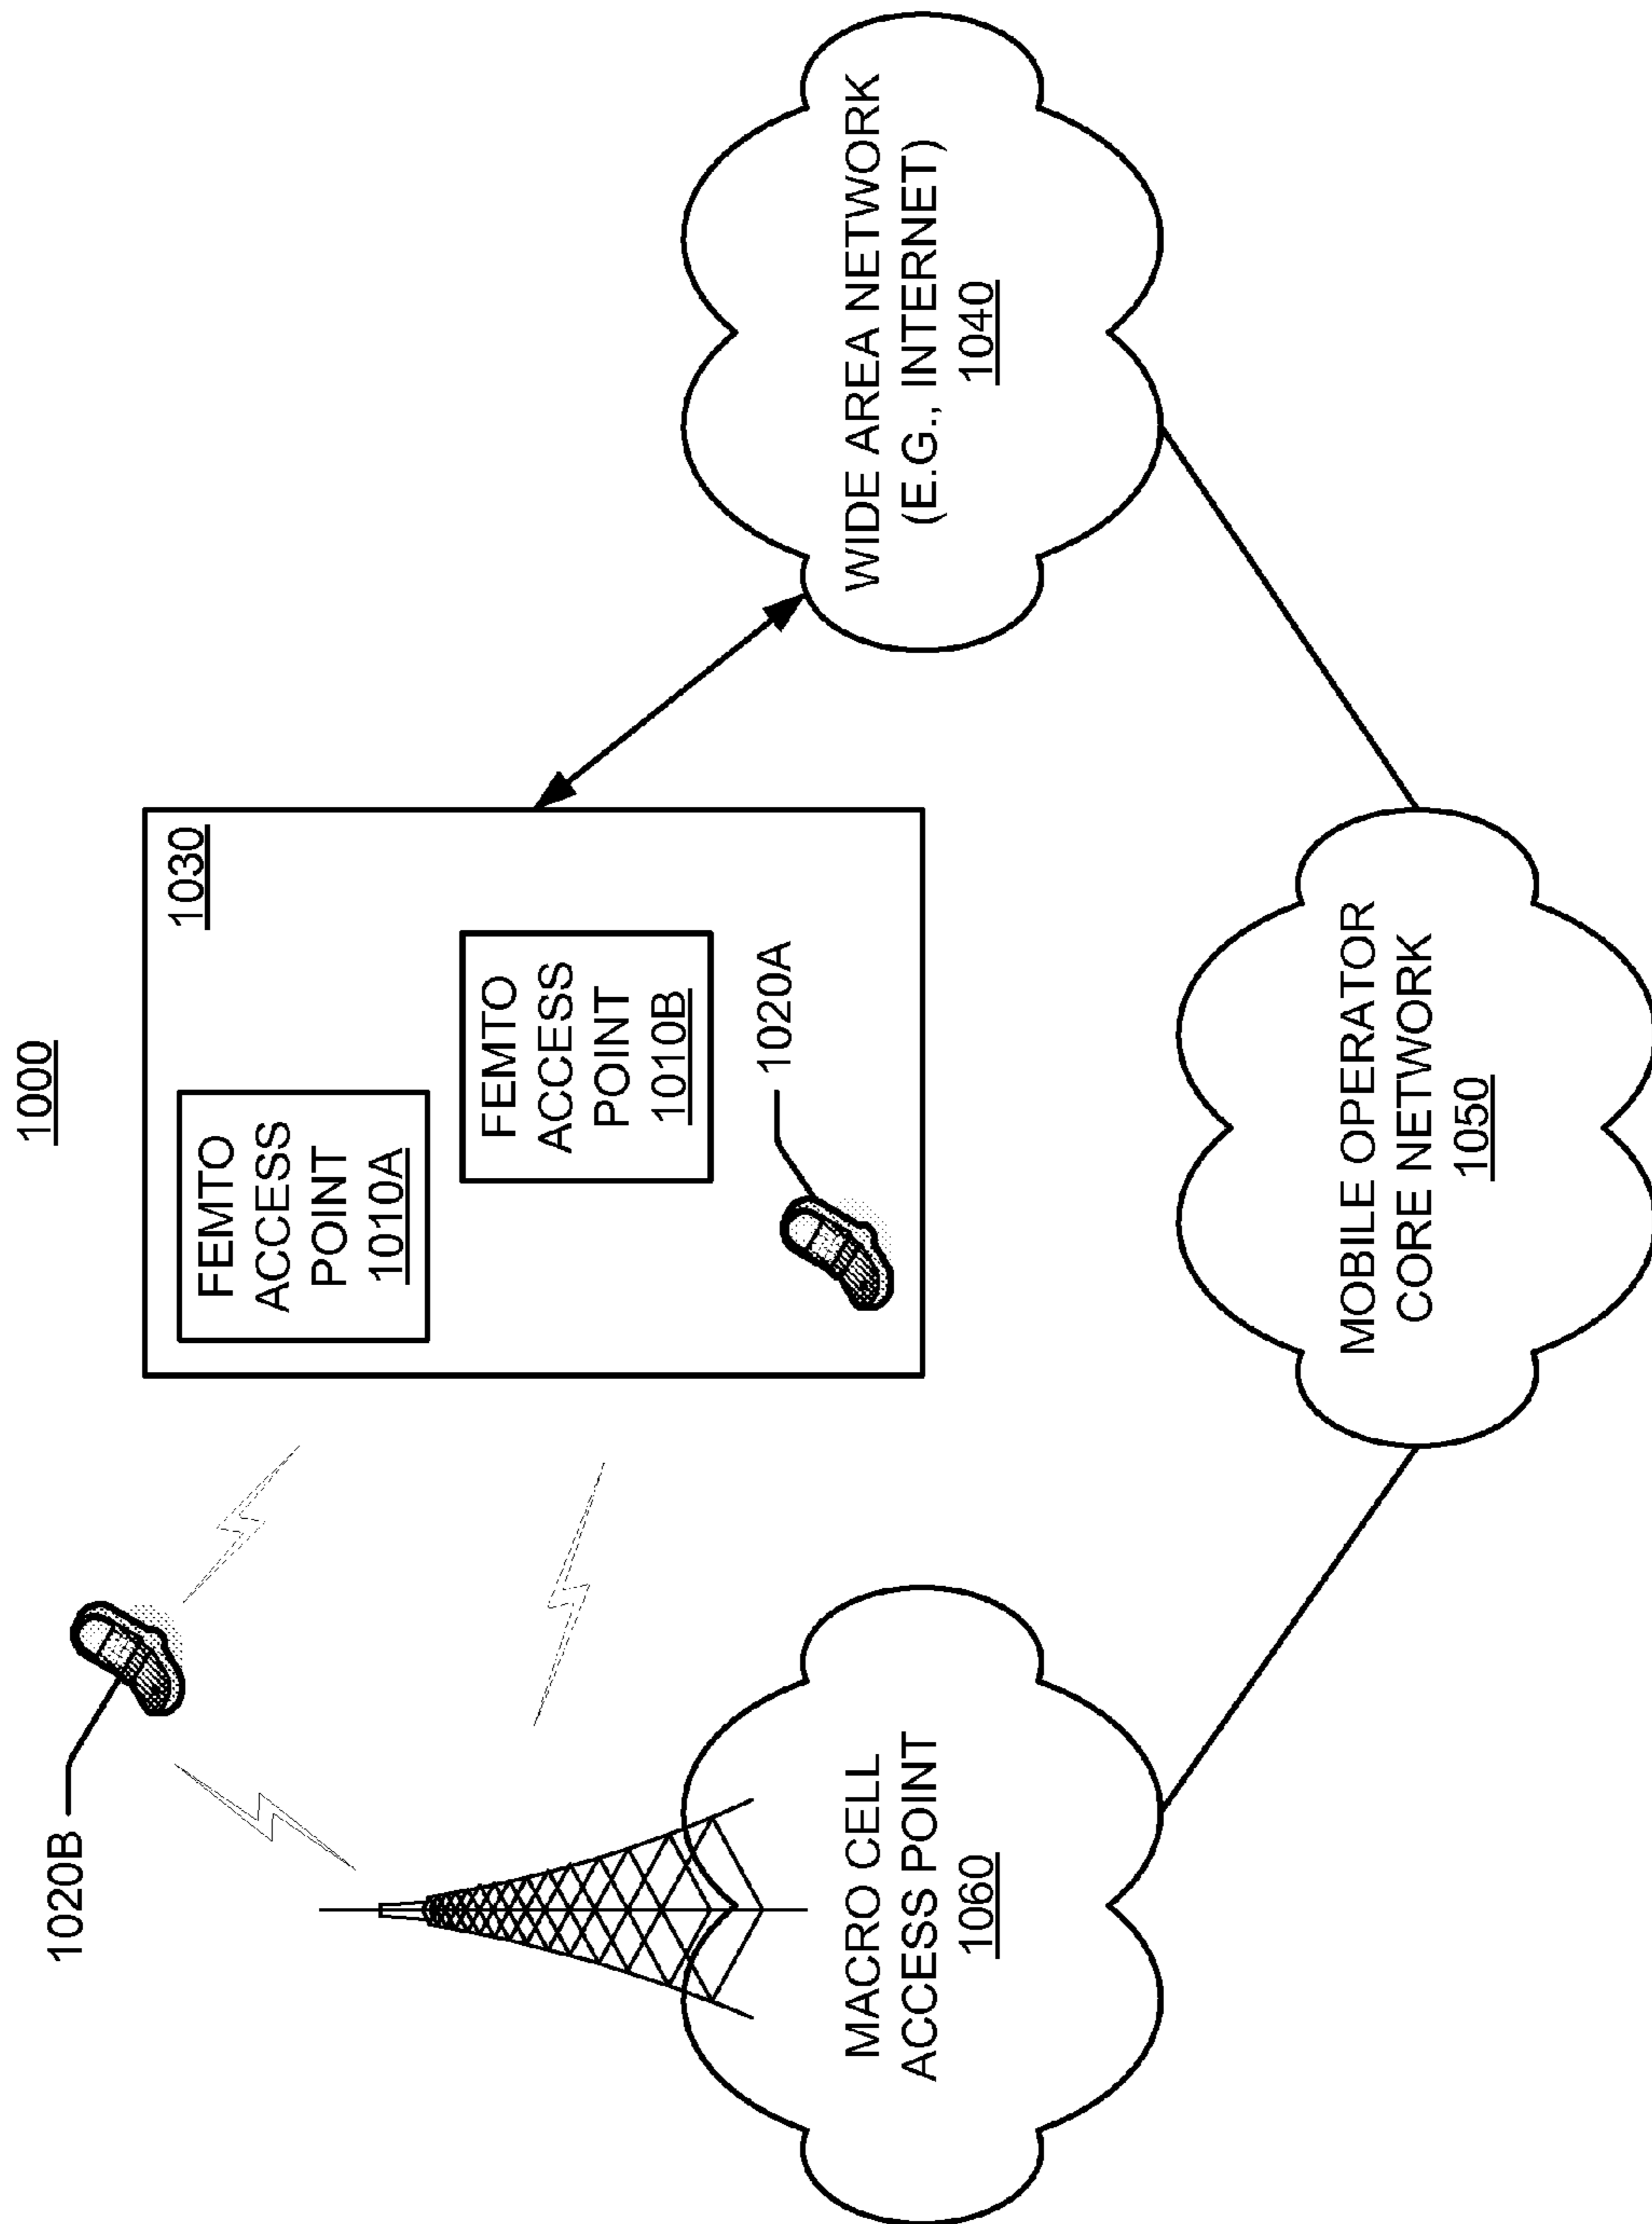 1000
1020B
1030
FEMTO
ACCESS
POINT
1010A
FEMTO
ACCESS
POINT
1010B
1020A
MACRO CELL
ACCESS POINT
1060
WIDE AREA NETWORK
(E.G., INTERNET)
1040
MOBILE OPERATOR
CORE NETWORK
1050